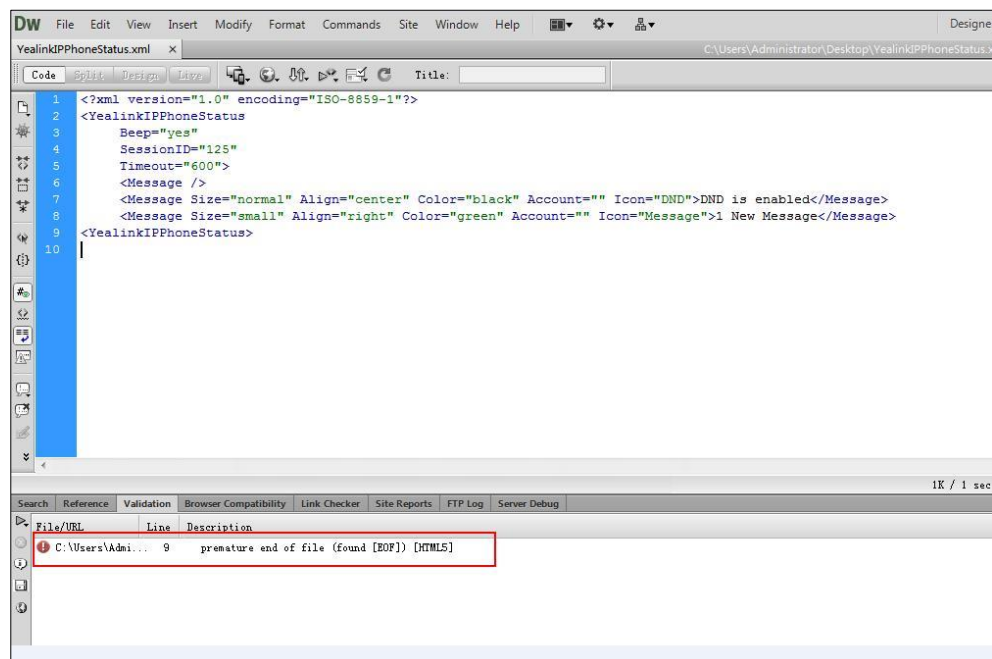 DW File Edit View Insert Modify Format Commands Site Window Help Designe
YealinkIPPhoneStatus.xml × C:\Users\Administrator\Desktop\YealinkIPPhoneStatus.x
Code Split Design Live Title:
1 <?xml version="1.0" encoding="ISO-8859-1"?>
2 <YealinkIPPhoneStatus
3 Beep="yes"
4 SessionID="125"
5 Timeout="600">
6 <Message />
7 <Message Size="normal" Align="center" Color="black" Account="" Icon="DND">DND is enabled</Message>
8 <Message Size="small" Align="right" Color="green" Account="" Icon="Message">1 New Message</Message>
9 <YealinkIPPhoneStatus>
10
1K / 1 sec
Search Reference Validation Browser Compatibility Link Checker Site Reports FTP Log Server Debug
File/URL Line Description
C:\Users\Admi... 9 premature end of file (found [EOF]) [HTML5]